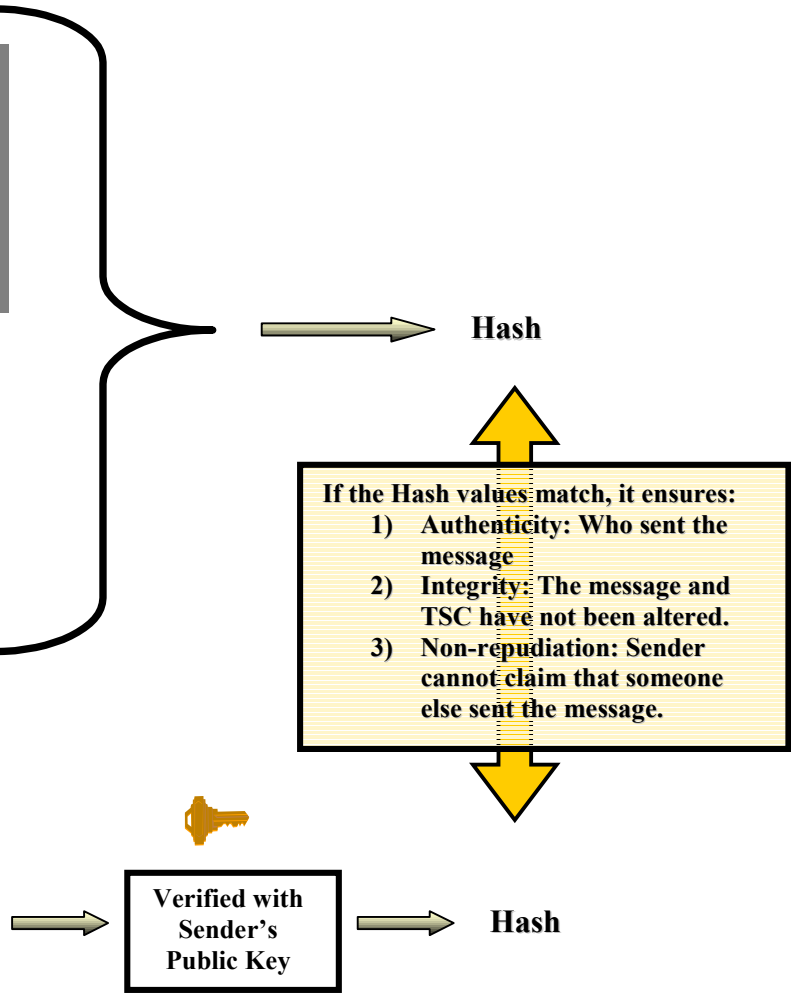 Hash
If the Hash values match, it ensures:
1) Authenticity: Who sent the
message
2) Integrity: The message and
TSC have not been altered.
3) Non-repudiation: Sender
cannot claim that someone
else sent the message.
Verified with
Sender's
Public Key
Hash